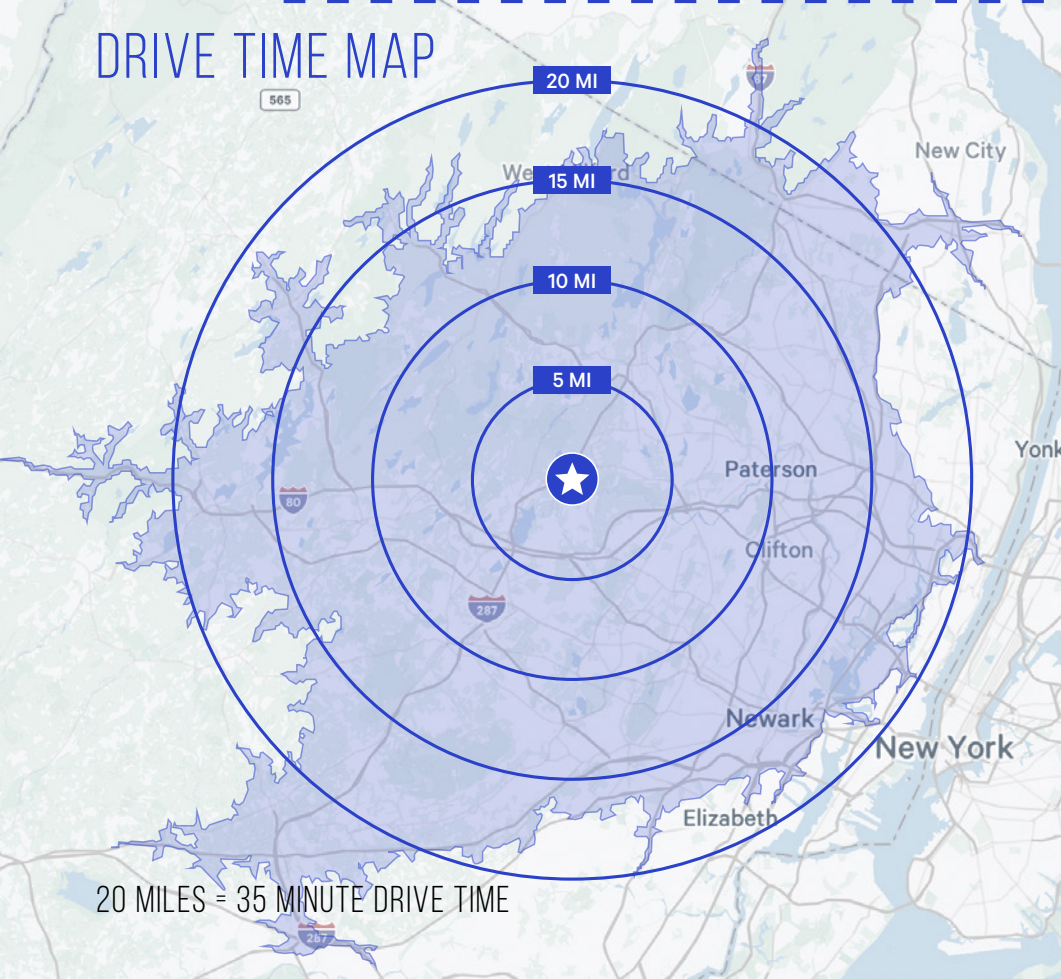 DRIVE TIME MAP
20 MI
87
565
New City
15 MI
10 MI
5 MI
Yonk
Paterson
80
Clifton
287
Newark
New York
Elizabeth
20 MILES = 35 MINUTE DRIVE TIME
287